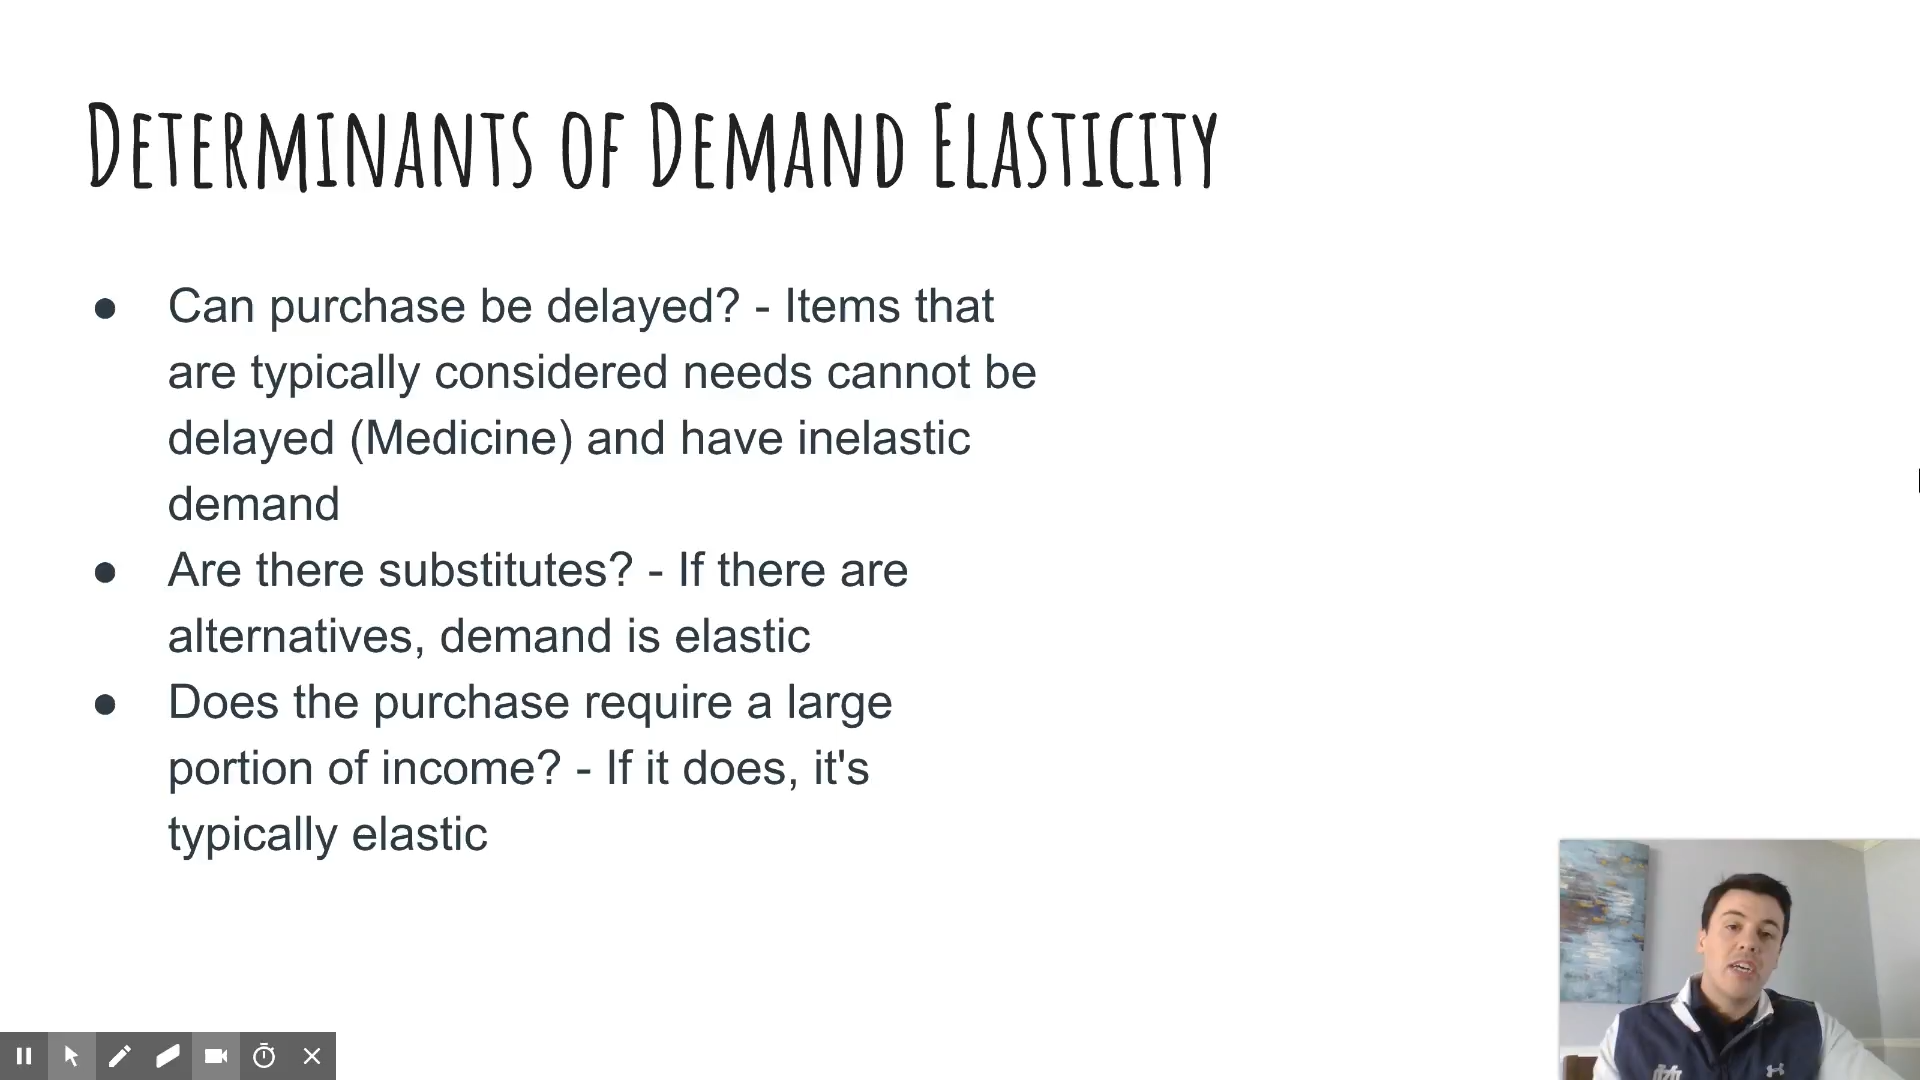 DETERMINANTS OF DEMAND ELASTICITY
● Can purchase be delayed? - Items that
are typically considered needs cannot be
delayed (Medicine) and have inelastic
demand
● Are there substitutes? - If there are
alternatives, demand is elastic
● Does the purchase require a large
portion of income? - If it does, it's
typically elastic